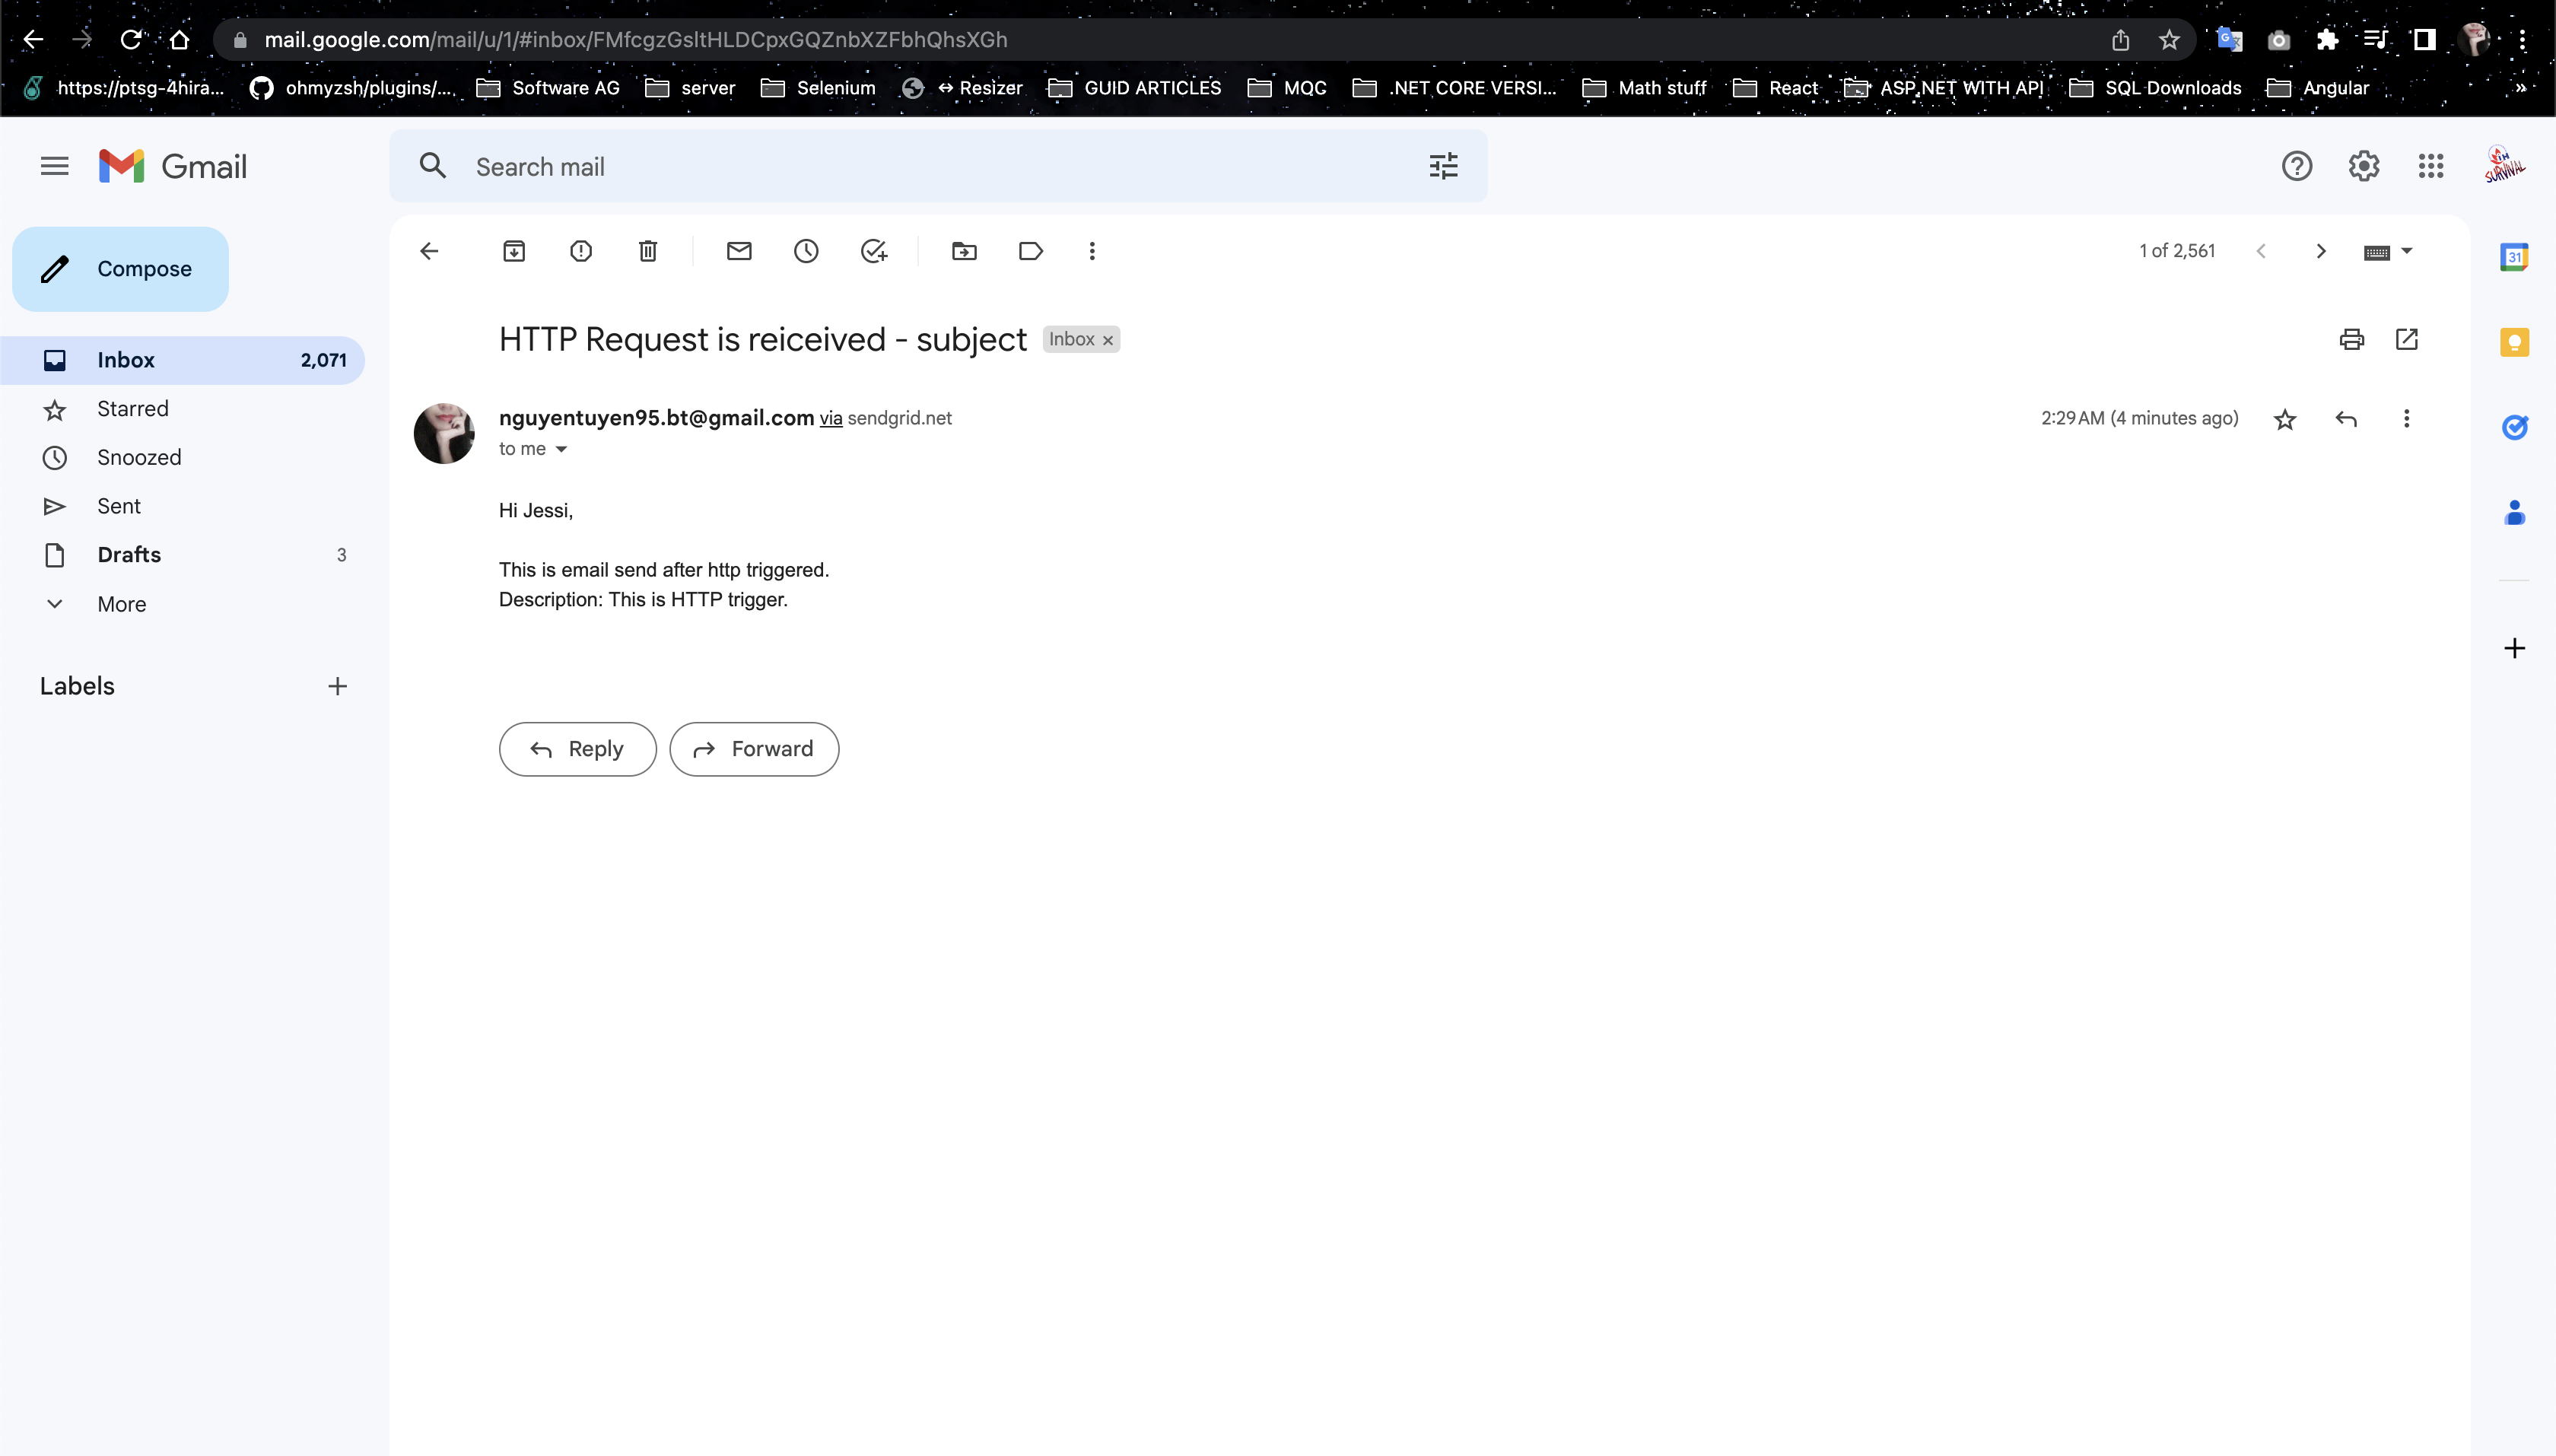 mail.google.com/mail/u/1/#inbox/FMfcgzGsltHLDCpxGQZnbXZFbhQhsXGh
https://ptsg-4hira... ohmyzsh/plugins/... Software AG server Selenium ↔ Resizer GUID ARTICLES MQC .NET CORE VERSI... Math stuff React ASP.NET WITH API SQL Downloads Angular »
Gmail
Search mail
SURVIVAL
Compose
1 of 2,561
31
HTTP Request is reiceived - subject Inbox ×
Inbox 2,071
Starred
Snoozed
Sent
Drafts 3
More
Labels
nguyentuyen95.bt@gmail.com via sendgrid.net
2:29 AM (4 minutes ago)
to me
Hi Jessi,
This is email send after http triggered.
Description: This is HTTP trigger.
Reply Forward